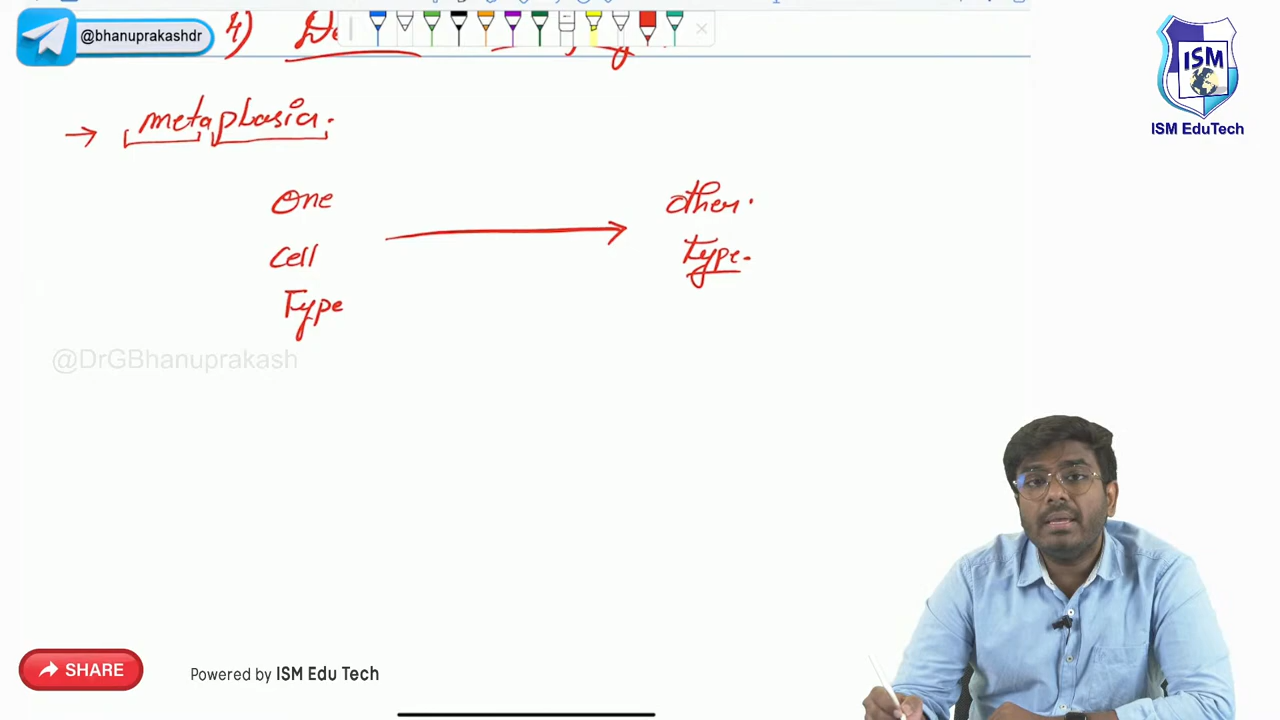 @bhanuprakashdr
4)
ISM
ISM EduTech
→ metaplasia.
One
Cell
Type
other.
Type.
@DrGBhanuprakash
SHARE
Powered by ISM Edu Tech